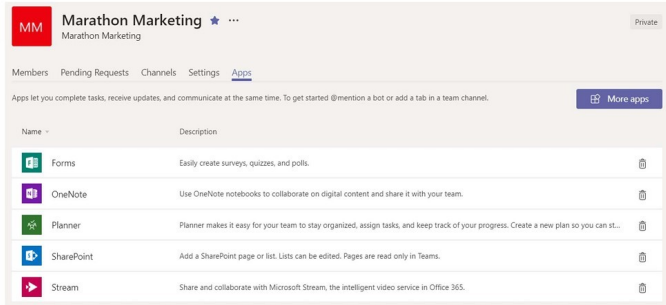 MM
Marathon Marketing ★ ...
Marathon Marketing
Private
Members Pending Requests Channels Settings Apps
Apps let you complete tasks, receive updates, and communicate at the same time. To get started @mention a bot or add a tab in a team channel.
More apps
Name Description
Forms Easily create surveys, quizzes, and polls.
OneNote Use OneNote notebooks to collaborate on digital content and share it with your team.
Planner Planner makes it easy for your team to stay organized, assign tasks, and keep track of your progress. Create a new plan so you can st...
SharePoint Add a SharePoint page or list. Lists can be edited. Pages are read only in Teams.
Stream Share and collaborate with Microsoft Stream, the intelligent video service in Office 365.